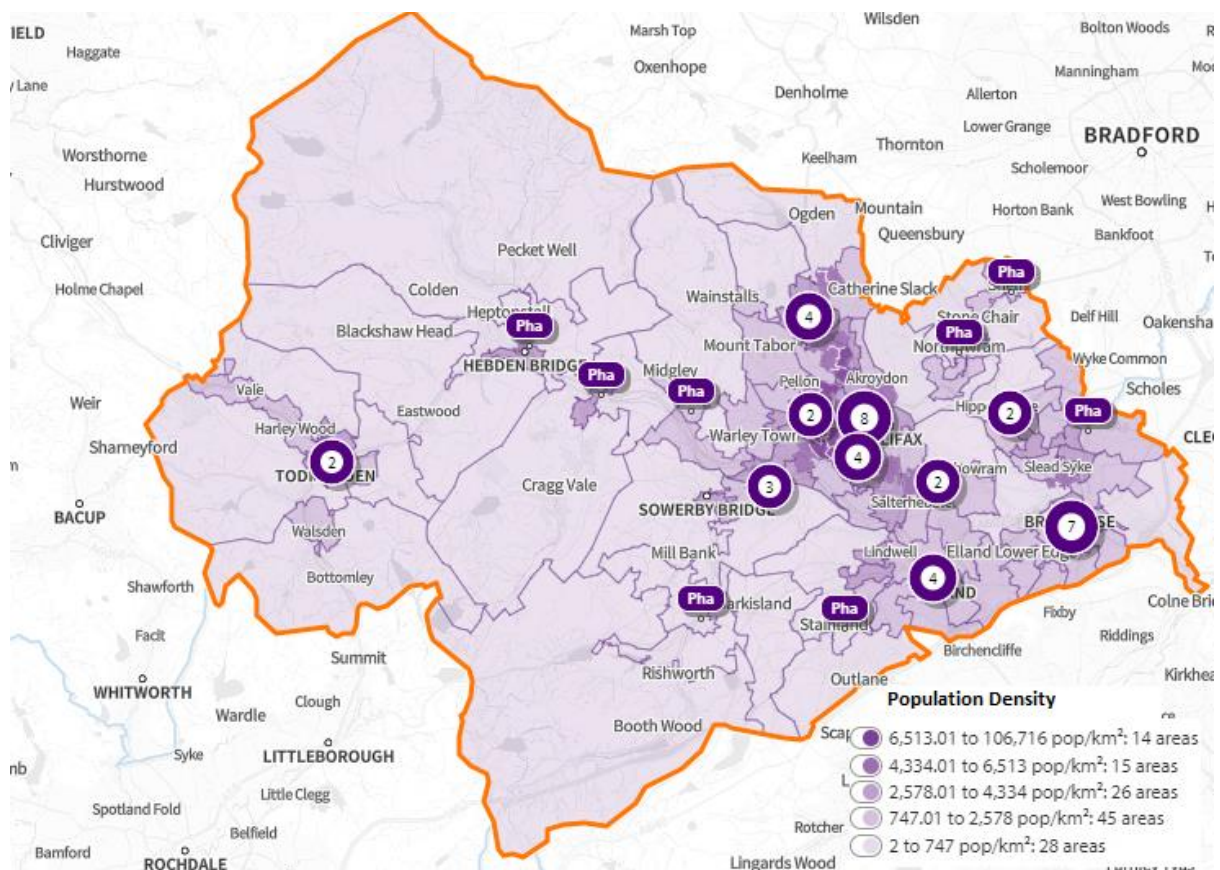 Wilsden
IELD
Marsh Top
Bolton Woods
Haggate
Oxenhope
Manningham
y Lane
Denholme
Allerton
Lower Grange
BRADFORD
Worsthorne
Thornton
Keelham
Scholemoor
Hurstwood
West Bowling
Ogden
Mountain
Horton Bank
Cliviger
Queensbury
Bankfoot
Pecket Well
Holme Chapel
Colden
Wainstalls
Catherine Slack
Pha
Heptonstall
4
Stone Chair
Delf Hill
Oakensha
Blackshaw Head
Pha
Mount Tabor
Pha
Northowram
HEBDEN BRIDGE
Wyke Common
Pha
Midgley
Pellon
Akroydon
Scholes
Vale
Pha
Weir
Eastwood
2
8
2
Pha
Harley Wood
Warley Town
CLEC
Shameyford
2
4
Slead Syke
Cragg Vale
3
2
SOWERBY BRIDGE
Salterhebble
BACUP
Walsden
7
Mill Bank
Lindwell
Elland Lower Edge
Bottomley
4
Shawforth
Pha
Pha
Colne Bri
Barkisland
Stainland
Fixby
Facit
Riddings
Summit
Birchencliffe
Rishworth
Outlane
Kirkhea
WHITWORTH
Clough
Wardle
Booth Wood
Population Density
Scap
6,513.01 to 106,716 pop/km²: 14 areas
Syke
LITTLEBOROUGH
4,334.01 to 6,513 pop/km²: 15 areas
mb
Little Clegg
2,578.01 to 4,334 pop/km²: 26 areas
Spotland Fold
747.01 to 2,578 pop/km²: 45 areas
Belfield
Rotcher
2 to 747 pop/km²: 28 areas
Bamford
ROCHDALE
Lingards Wood